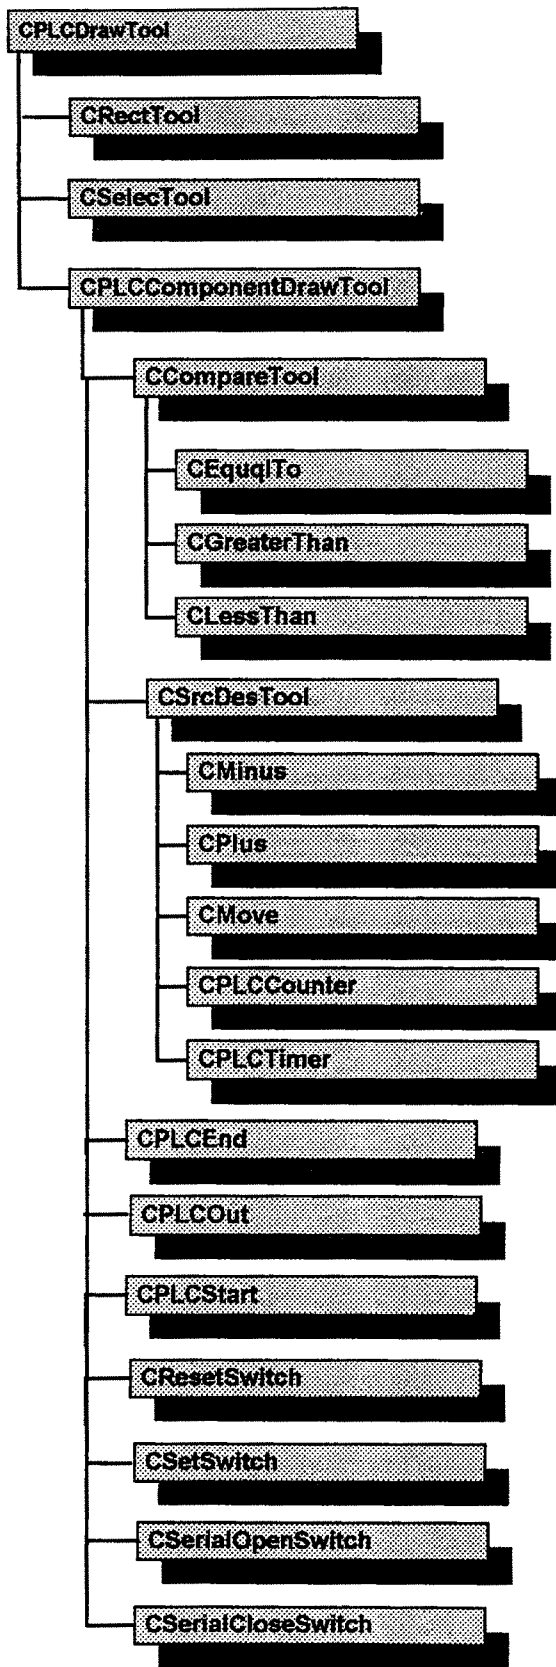 CPLCDrawTool
CRectTool
CSelecTool
CPLCComponentDrawTool
CCompareTool
CEquqlTo
CGreaterThan
CLessThan
CSrcDesTool
CMinus
CPlus
CMove
CPLCCounter
CPLCTimer
CPLCEnd
CPLCOut
CPLCStart
CResetSwitch
CSetSwitch
CSerialOpenSwitch
CSerialCloseSwitch